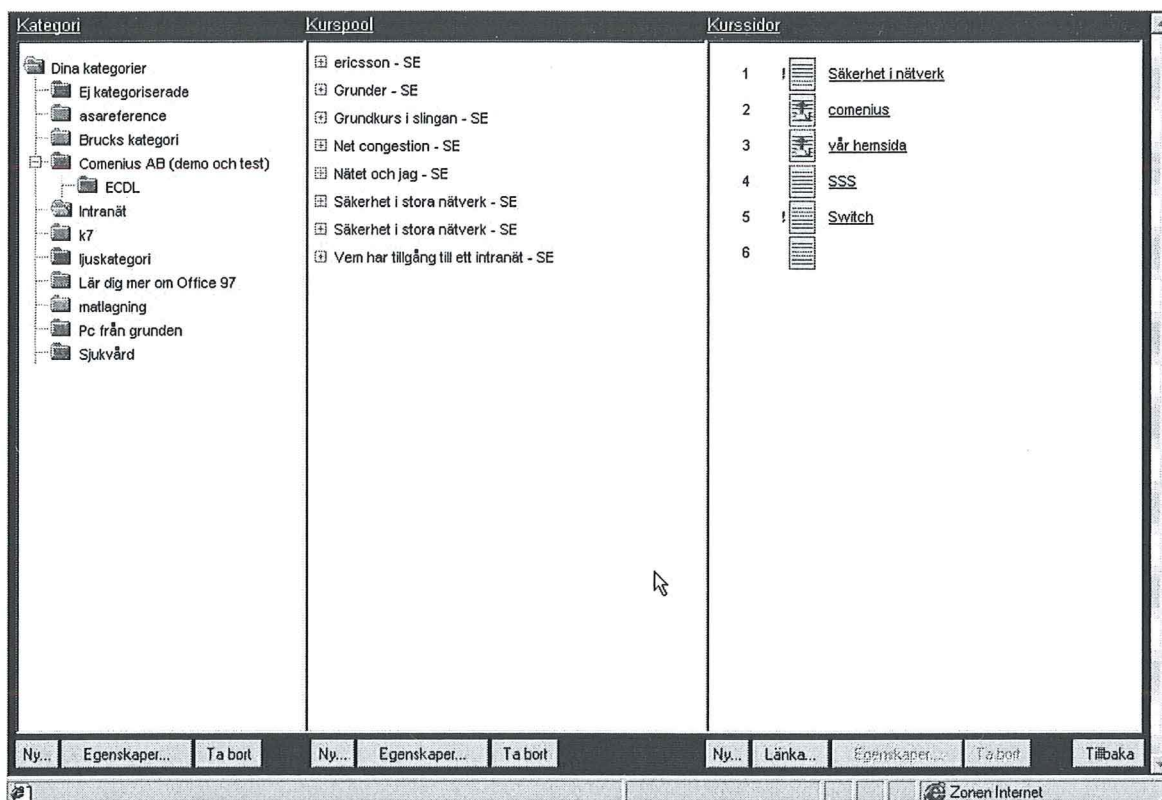 Kategori
Dina kategorier
Ej kategoriserade
asareference
Brucks kategori
Comenius AB (demo och test)
ECDL
Intranät
k7
ljuskategori
Lär dig mer om Office 97
matlagning
Pc från grunden
Sjukvård
Ny... Egenskaper... Ta bort
Kurspool
ericsson - SE
Grunder - SE
Grundkurs i slingan - SE
Net congestion - SE
Nätet och jag - SE
Säkerhet i stora nätverk - SE
Säkerhet i stora nätverk - SE
Vem har tillgång till ett intranät - SE
Ny... Egenskaper... Ta bort
Kurssidor
1 ! Säkerhet i nätverk
2 comenius
3 vår hemsida
4 SSS
5 ! Switch
6
Ny... Länka... Egenskaper... Ta bort Tillbaka
Zonen Internet